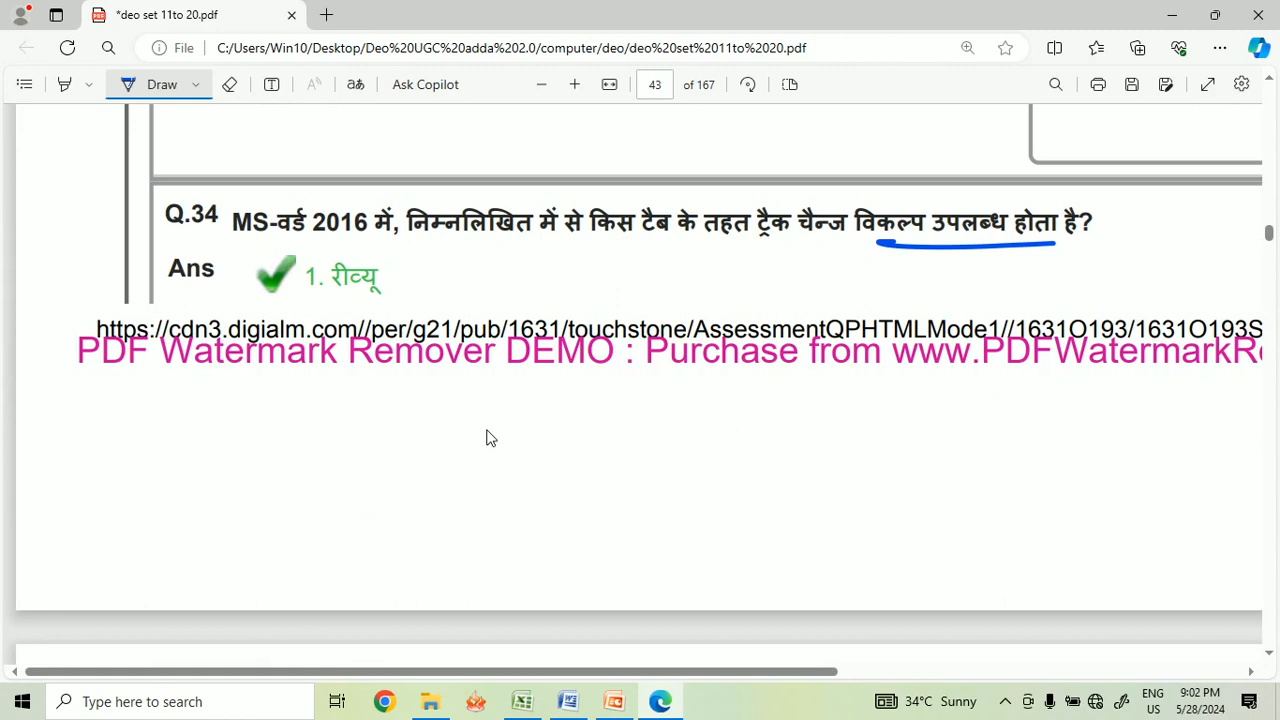 *deo set 11to 20.pdf
File C:/Users/Win10/Desktop/Deo%20UGC%20adda%202.0/computer/deo/deo%20set%2011to%2020.pdf
Draw Ask Copilot 43 of 167
Q.34 MS-वर्ड 2016 में, निम्नलिखित में से किस टैब के तहत ट्रैक चैन्ज विकल्प उपलब्ध होता है?
Ans 1. रीव्यू
https://cdn3.digialm.com//per/g21/pub/1631/touchstone/AssessmentQPHTMLMode1//1631O193/1631O193S
PDF Watermark Remover DEMO : Purchase from www.PDFWatermarkRe
Type here to search 34°C Sunny ENG 9:02 PM
US 5/28/2024